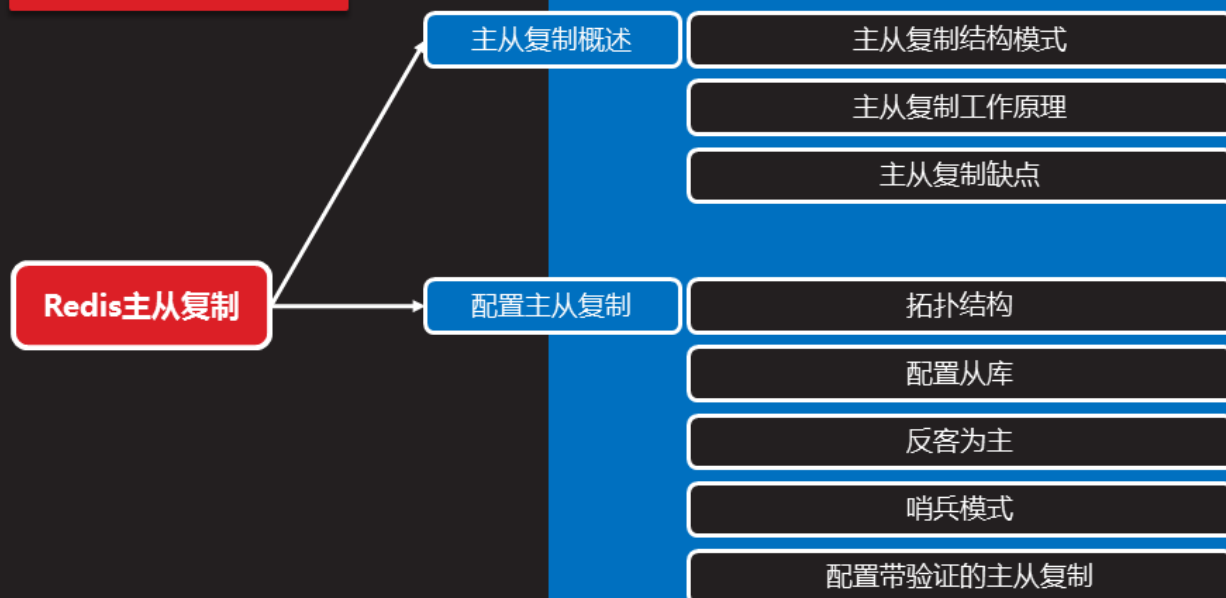 主从复制概述
主从复制结构模式
主从复制工作原理
主从复制缺点
Redis主从复制
配置主从复制
拓扑结构
配置从库
反客为主
哨兵模式
配置带验证的主从复制